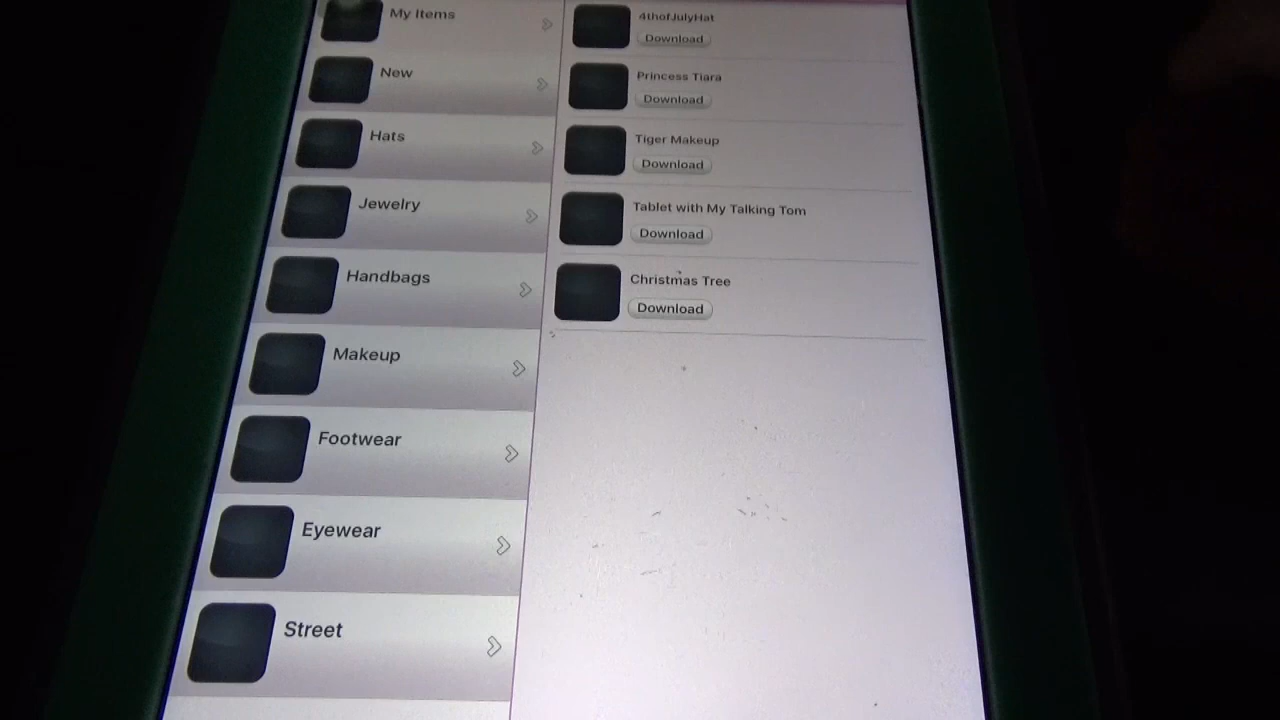 My Items
New
Hats
Jewelry
Handbags
Makeup
Footwear
Eyewear
Street
4thofJulyHat
Download
Princess Tiara
Download
Tiger Makeup
Download
Tablet with My Talking Tom
Download
Christmas Tree
Download